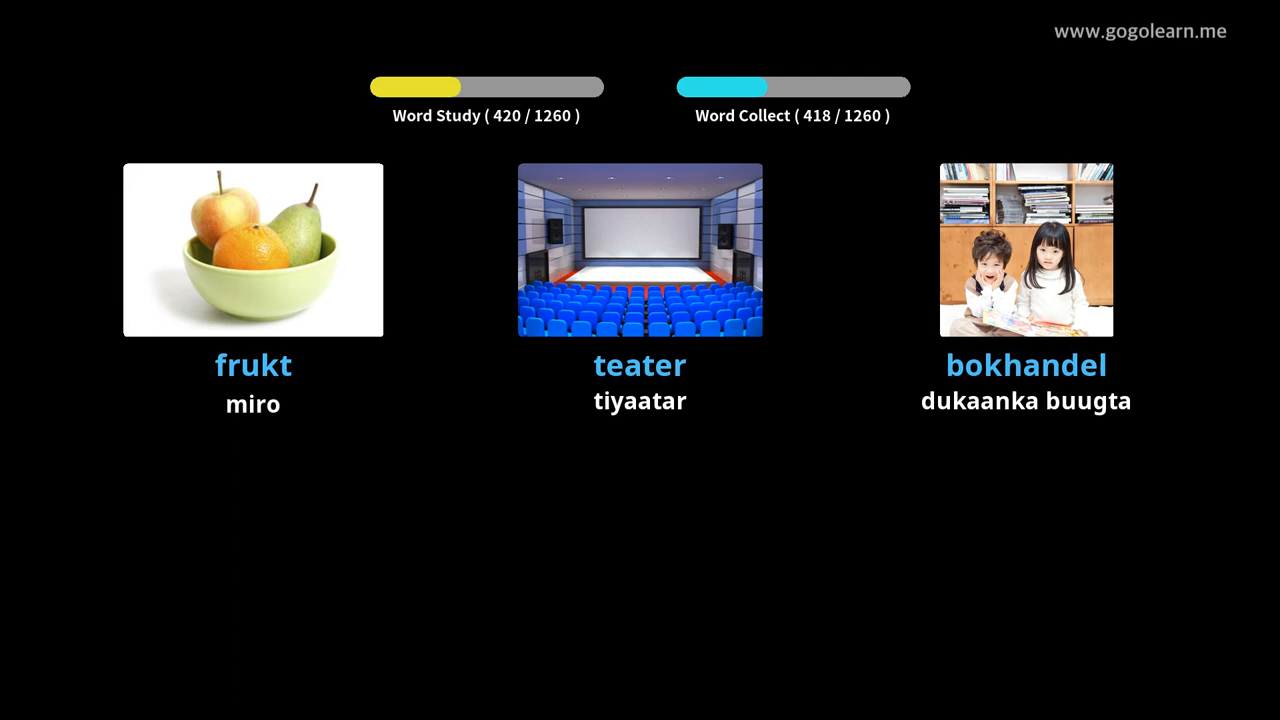 www.gogolearn.me
Word Study ( 420 / 1260 )
Word Collect ( 418 / 1260 )
frukt
miro
teater
tiyaatar
bokhandel
dukaanka buugta